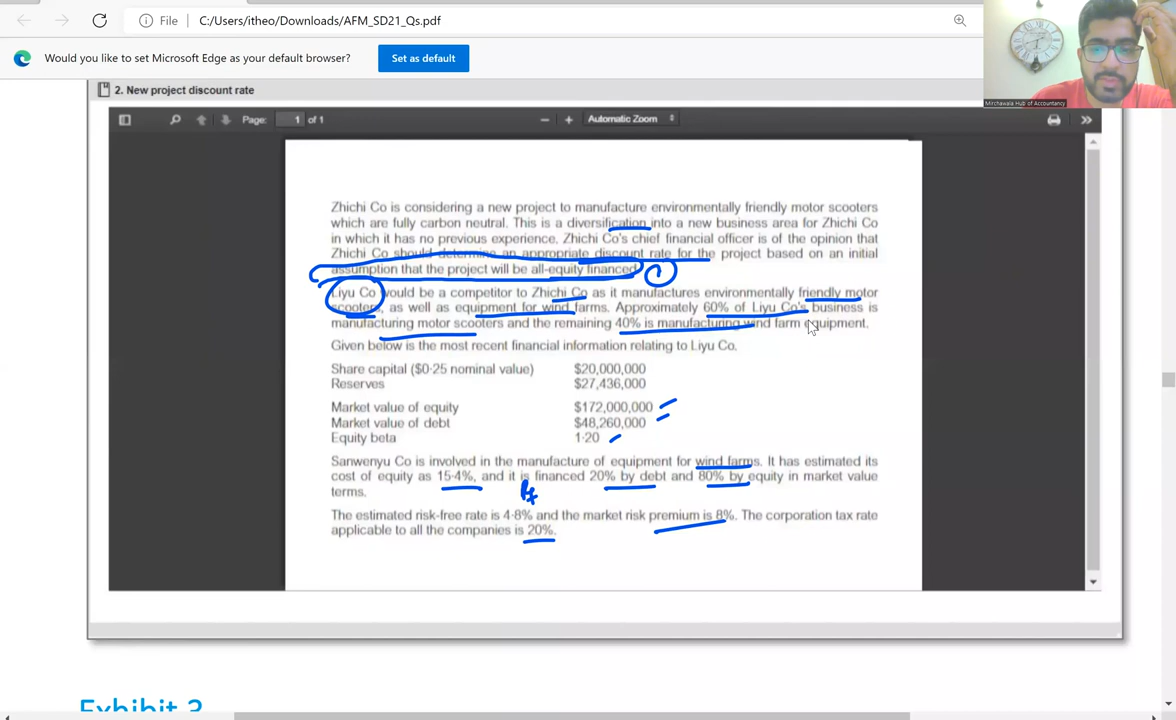 File
C:/Users/itheo/Downloads/AFM_SD21_Qs.pdf
Would you like to set Microsoft Edge as your default browser?
Set as default
Mirchawala Hub of Accountancy
2. New project discount rate
Page: 1 of 1
Automatic Zoom
Zhichi Co is considering a new project to manufacture environmentally friendly motor scooters
which are fully carbon neutral. This is a diversification into a new business area for Zhichi Co
in which it has no previous experience. Zhichi Co's chief financial officer is of the opinion that
Zhichi Co should determine an appropriate discount rate for the project based on an initial
assumption that the project will be all-equity financed.
Liyu Co would be a competitor to Zhichi Co as it manufactures environmentally friendly motor
scooters, as well as equipment for wind farms. Approximately 60% of Liyu Co's business is
manufacturing motor scooters and the remaining 40% is manufacturing wind farm equipment.
Given below is the most recent financial information relating to Liyu Co.
Share capital ($0·25 nominal value) $20,000,000
Reserves $27,436,000
Market value of equity $172,000,000
Market value of debt $48,260,000
Equity beta 1·20
Sanwenyu Co is involved in the manufacture of equipment for wind farms. It has estimated its
cost of equity as 15·4%, and it is financed 20% by debt and 80% by equity in market value
terms.
The estimated risk-free rate is 4·8% and the market risk premium is 8%. The corporation tax rate
applicable to all the companies is 20%.
Exhibit 3